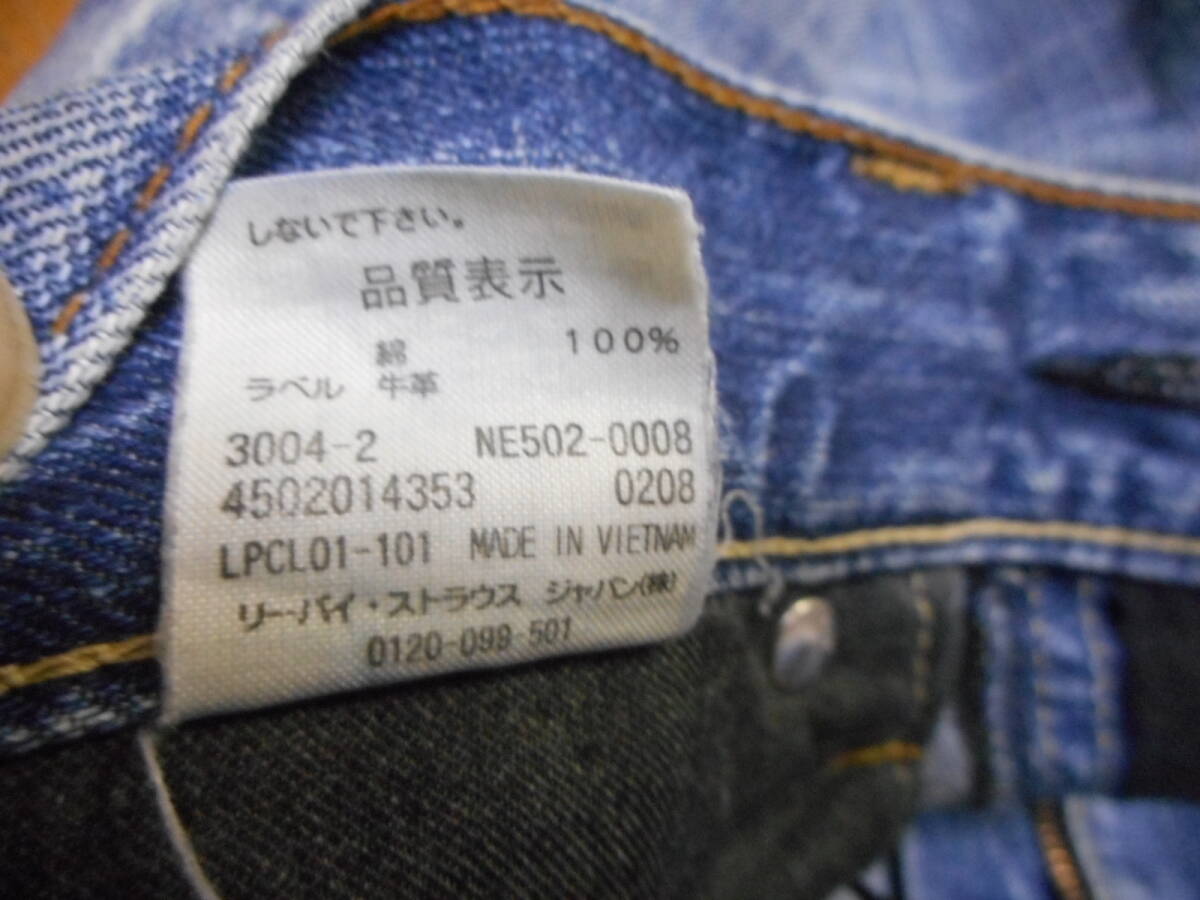 しないで下さい。
品質表示
綿 100%
ラベル 牛革
3004-2 NE502-0008
4502014353 0208
LPCL01-101 MADE IN VIETNAM
リーバイ・ストラウス ジャパン(株)
0120-099-501